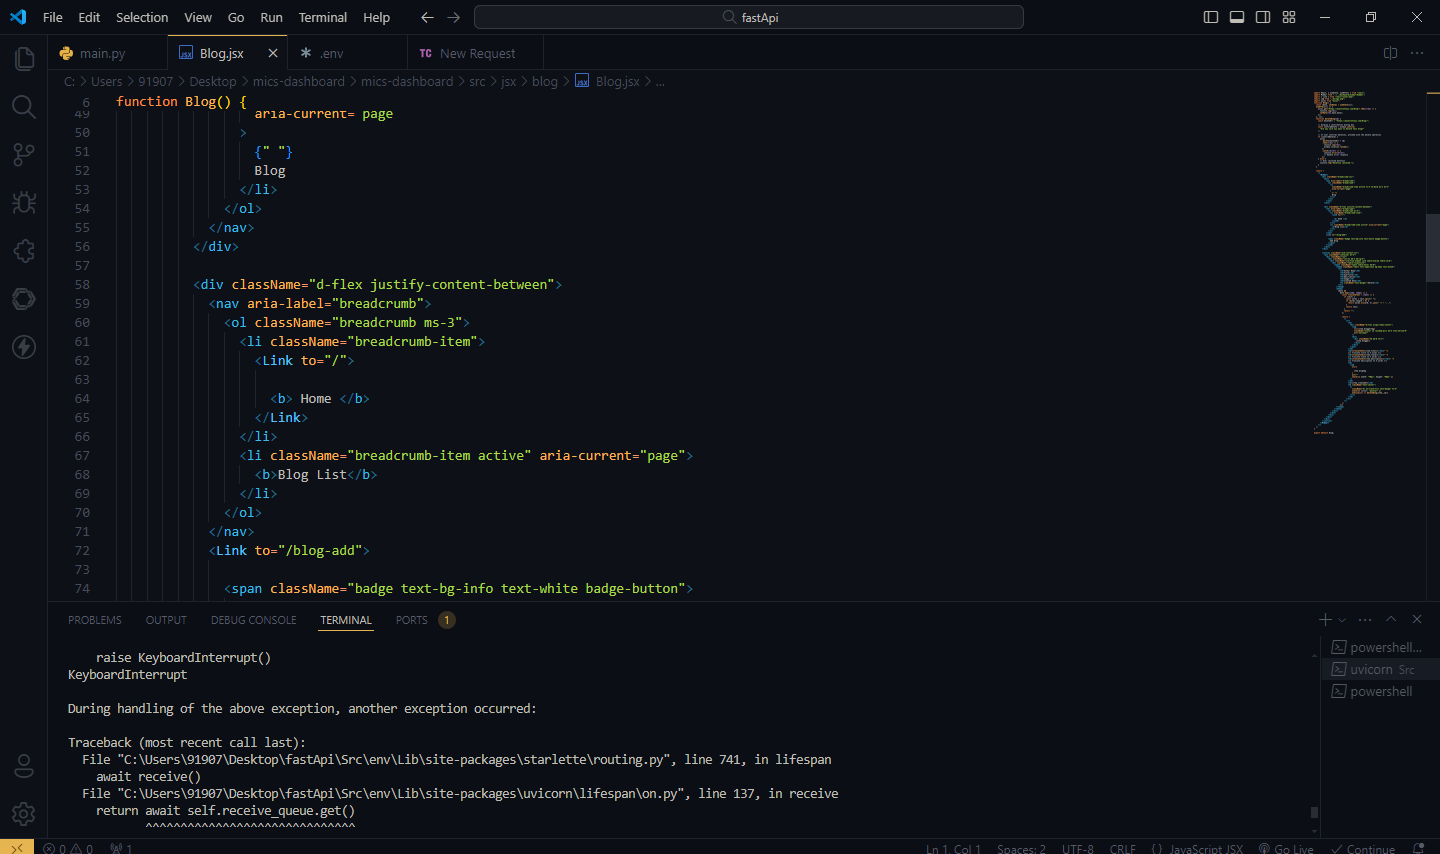 File Edit Selection View Go Run Terminal Help
fastApi
main.py
Blog.jsx
.env
TC New Request
C: > Users > 91907 > Desktop > mics-dashboard > mics-dashboard > src > jsx > blog > Blog.jsx > ...
6 function Blog() {
49 aria-current= page
50 >
51 {" "}
52 Blog
53 </li>
54 </ol>
55 </nav>
56 </div>
57
58 <div className="d-flex justify-content-between">
59 <nav aria-label="breadcrumb">
60 <ol className="breadcrumb ms-3">
61 <li className="breadcrumb-item">
62 <Link to="/">
63
64 <b> Home </b>
65 </Link>
66 </li>
67 <li className="breadcrumb-item active" aria-current="page">
68 <b>Blog List</b>
69 </li>
70 </ol>
71 </nav>
72 <Link to="/blog-add">
73
74 <span className="badge text-bg-info text-white badge-button">
PROBLEMS OUTPUT DEBUG CONSOLE TERMINAL PORTS 1
raise KeyboardInterrupt()
KeyboardInterrupt
During handling of the above exception, another exception occurred:
Traceback (most recent call last):
File "C:\Users\91907\Desktop\fastApi\Src\env\Lib\site-packages\starlette\routing.py", line 741, in lifespan
await receive()
File "C:\Users\91907\Desktop\fastApi\Src\env\Lib\site-packages\uvicorn\lifespan\on.py", line 137, in receive
return await self.receive_queue.get()
^^^^^^^^^^^^^^^^^^^^^^^^^^^^^^
powershell...
uvicorn Src
powershell
0 0 1
Ln 1, Col 1 Spaces: 2 UTF-8 CRLF {} JavaScript JSX Go Live Continue